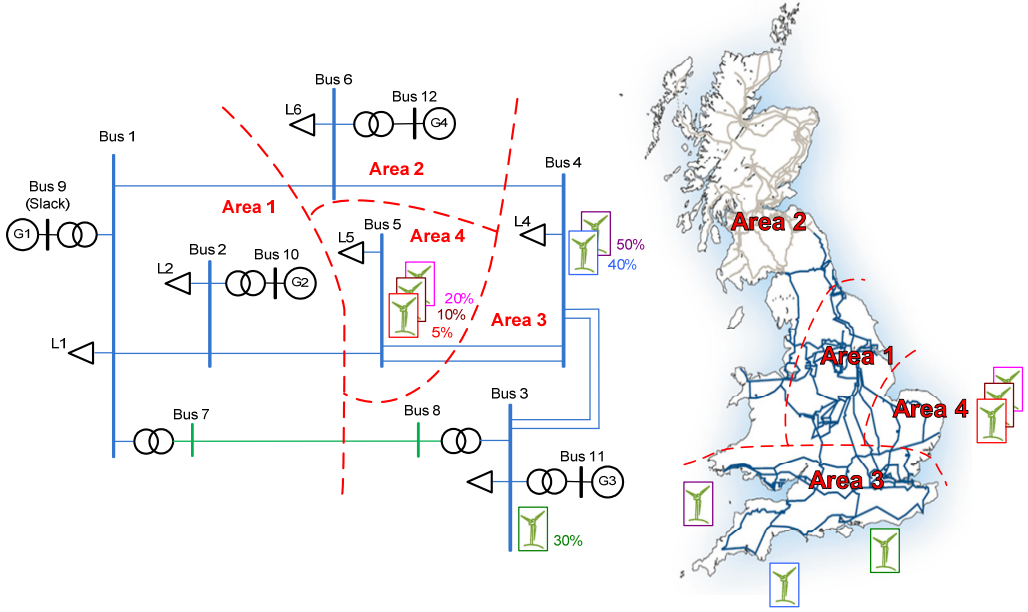 Bus 6
L6
Bus 12
G4
Bus 1
Area 2
Bus 4
Bus 9
(Slack)
G1
Area 1
L5
Bus 5
Area 4
L4
50%
40%
Bus 2
L2
Bus 10
G2
20%
10%
5%
Area 3
L1
Bus 7
Bus 8
Bus 3
Bus 11
G3
30%
Area 2
Area 1
Area 4
Area 3